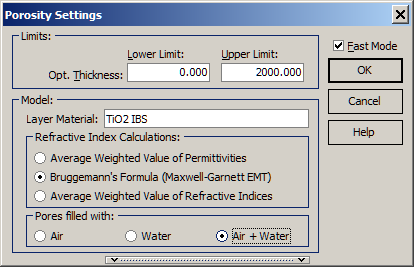 Porosity Settings
Limits:
Lower Limit: Upper Limit:
Opt. Thickness: 0.000 2000.000
Fast Mode
OK
Cancel
Help
Model:
Layer Material: TiO2 IBS
Refractive Index Calculations:
Average Weighted Value of Permittivities
Bruggemann's Formula (Maxwell-Garnett EMT)
Average Weighted Value of Refractive Indices
Pores filled with:
Air Water Air + Water